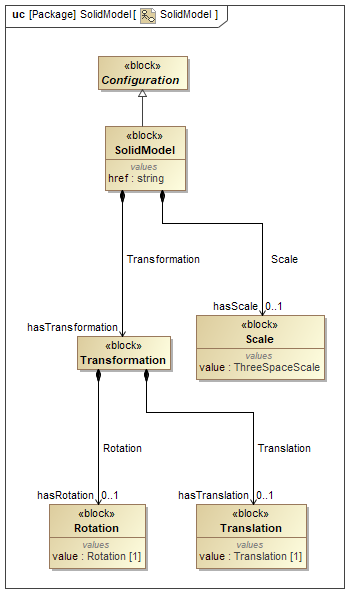 uc [Package] SolidModel [ SolidModel ]
«block»
Configuration
«block»
SolidModel
values
href : string
Transformation
Scale
hasTransformation
hasScale 0..1
«block»
Transformation
«block»
Scale
values
value : ThreeSpaceScale
Rotation
Translation
hasRotation 0..1
hasTranslation 0..1
«block»
Rotation
values
value : Rotation [1]
«block»
Translation
values
value : Translation [1]